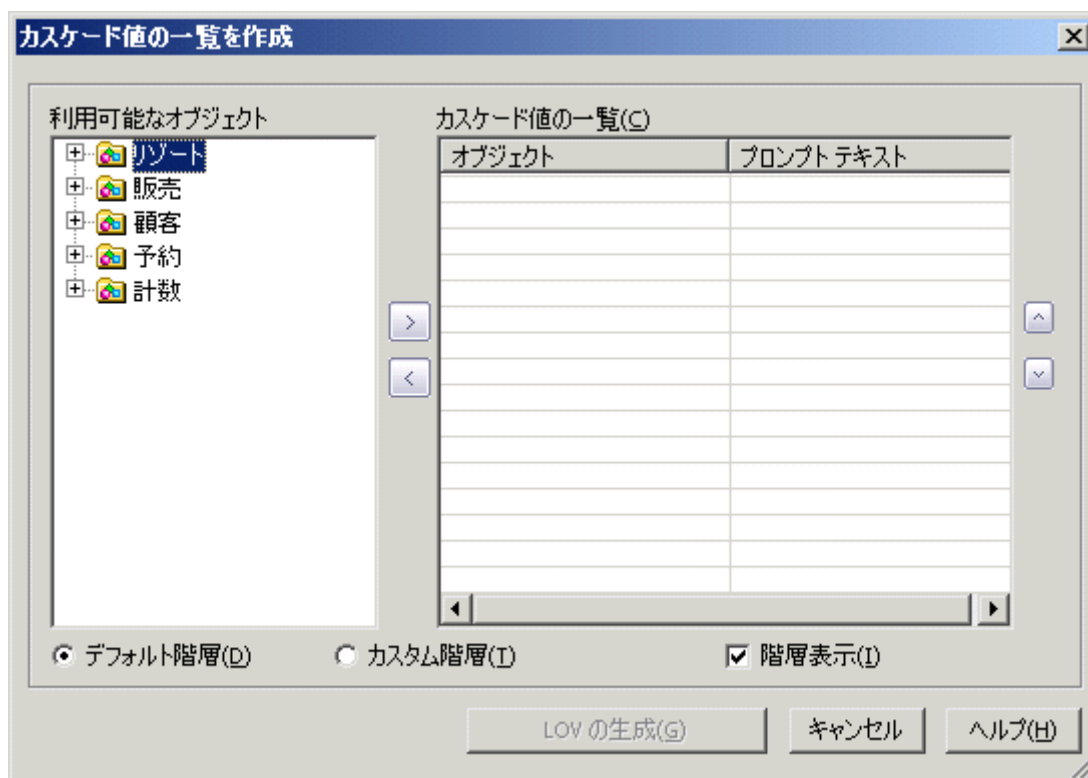 カスケード値の一覧を作成
利用可能なオブジェクト
リゾート
販売
顧客
予約
計数
カスケード値の一覧(C)
オブジェクト プロンプト テキスト
デフォルト階層(D) カスタム階層(T) 階層表示(I)
LOV の生成(G) キャンセル ヘルプ(H)